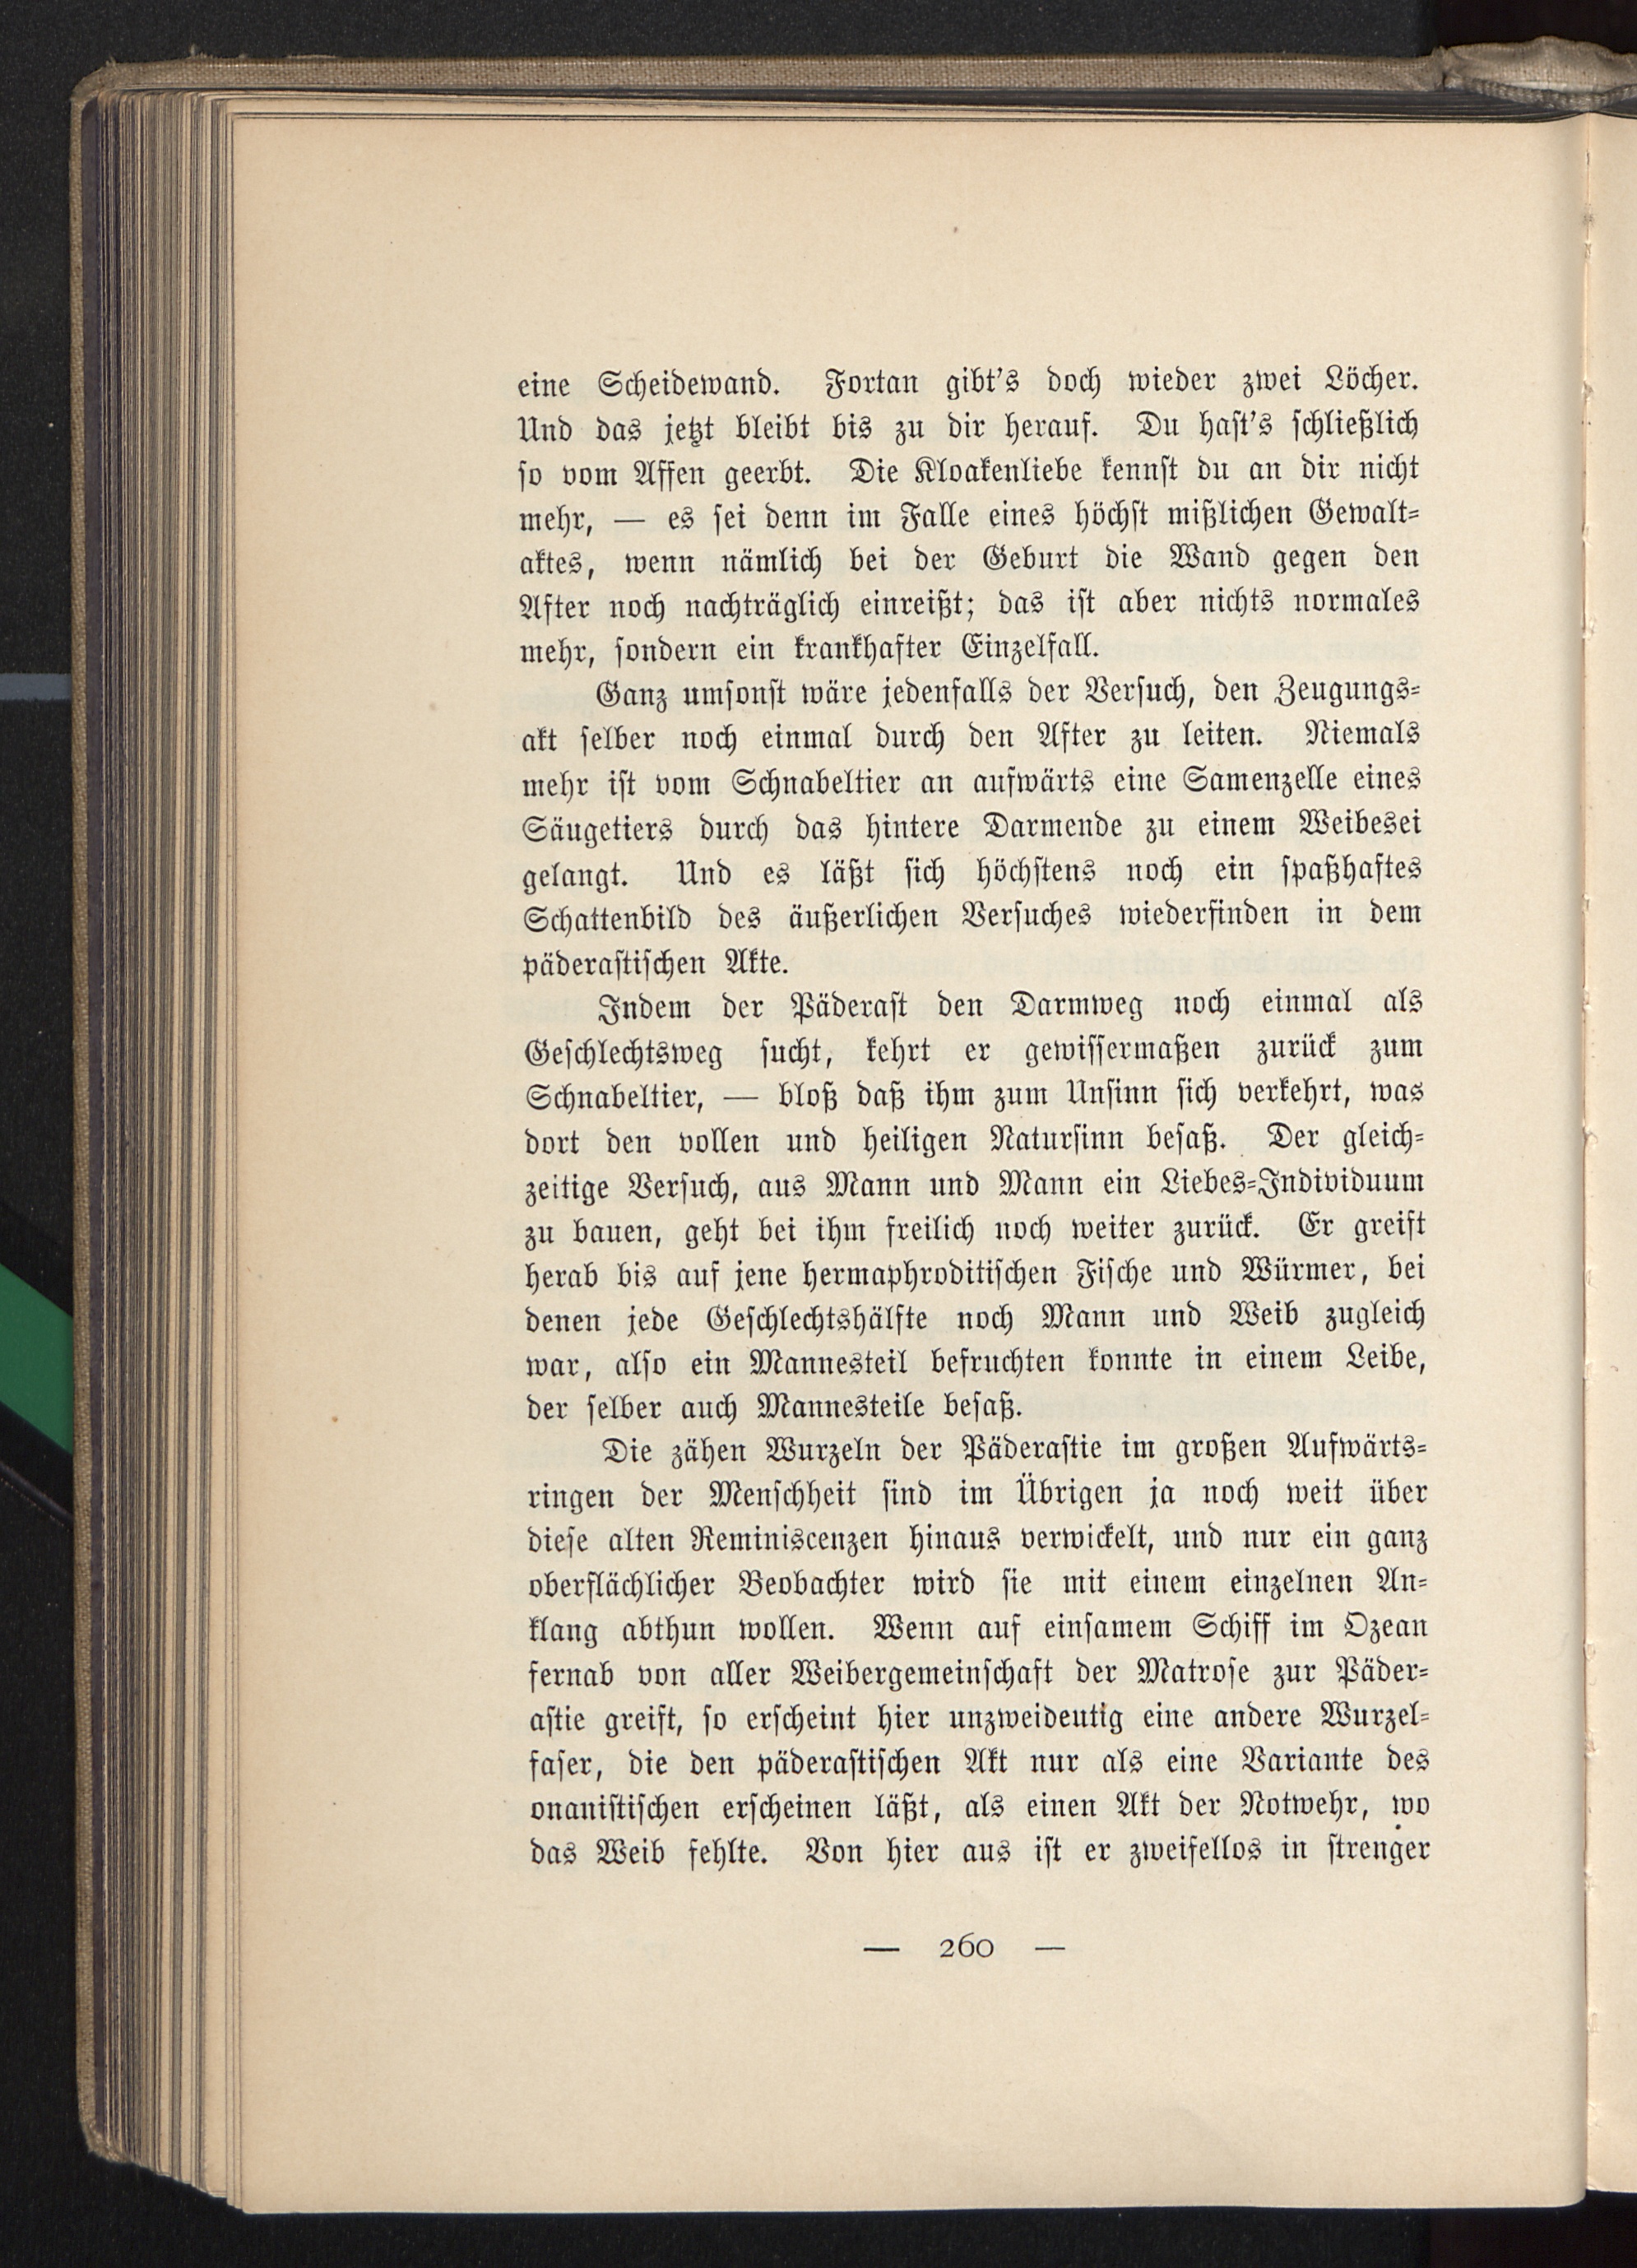 eine Scheidewand. Fortan gibt's doch wieder zwei Löcher.
Und das jetzt bleibt bis zu dir herauf. Du hast's schließlich
so vom Affen geerbt. Die Kloakenliebe kennst du an dir nicht
mehr, — es sei denn im Falle eines höchst mißlichen Gewalt-
aktes, wenn nämlich bei der Geburt die Wand gegen den
After noch nachträglich einreißt; das ist aber nichts normales
mehr, sondern ein krankhafter Einzelfall.
Ganz umsonst wäre jedenfalls der Versuch, den Zeugungs-
akt selber noch einmal durch den After zu leiten. Niemals
mehr ist vom Schnabeltier an aufwärts eine Samenzelle eines
Säugetiers durch das hintere Darmende zu einem Weibesei
gelangt. Und es läßt sich höchstens noch ein spaßhaftes
Schattenbild des äußerlichen Versuches wiederfinden in dem
päderastischen Akte.
Indem der Päderast den Darmweg noch einmal als
Geschlechtsweg sucht, kehrt er gewissermaßen zurück zum
Schnabeltier, — bloß daß ihm zum Unsinn sich verkehrt, was
dort den vollen und heiligen Natursinn besaß. Der gleich-
zeitige Versuch, aus Mann und Mann ein Liebes-Individuum
zu bauen, geht bei ihm freilich noch weiter zurück. Er greift
herab bis auf jene hermaphroditischen Fische und Würmer, bei
denen jede Geschlechtshälfte noch Mann und Weib zugleich
war, also ein Mannesteil befruchten konnte in einem Leibe,
der selber auch Mannesteile besaß.
Die zähen Wurzeln der Päderastie im großen Aufwärts-
ringen der Menschheit sind im Übrigen ja noch weit über
diese alten Reminiscenzen hinaus verwickelt, und nur ein ganz
oberflächlicher Beobachter wird sie mit einem einzelnen An-
klang abthun wollen. Wenn auf einsamem Schiff im Ozean
fernab von aller Weibergemeinschaft der Matrose zur Päder-
astie greift, so erscheint hier unzweideutig eine andere Wurzel-
faser, die den päderastischen Akt nur als eine Variante des
onanistischen erscheinen läßt, als einen Akt der Notwehr, wo
das Weib fehlte. Von hier aus ist er zweifellos in strenger
— 260 —